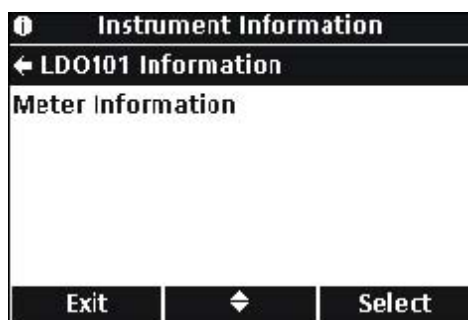 Instrument Information
← LDO101 Information
Meter Information
Exit
Select